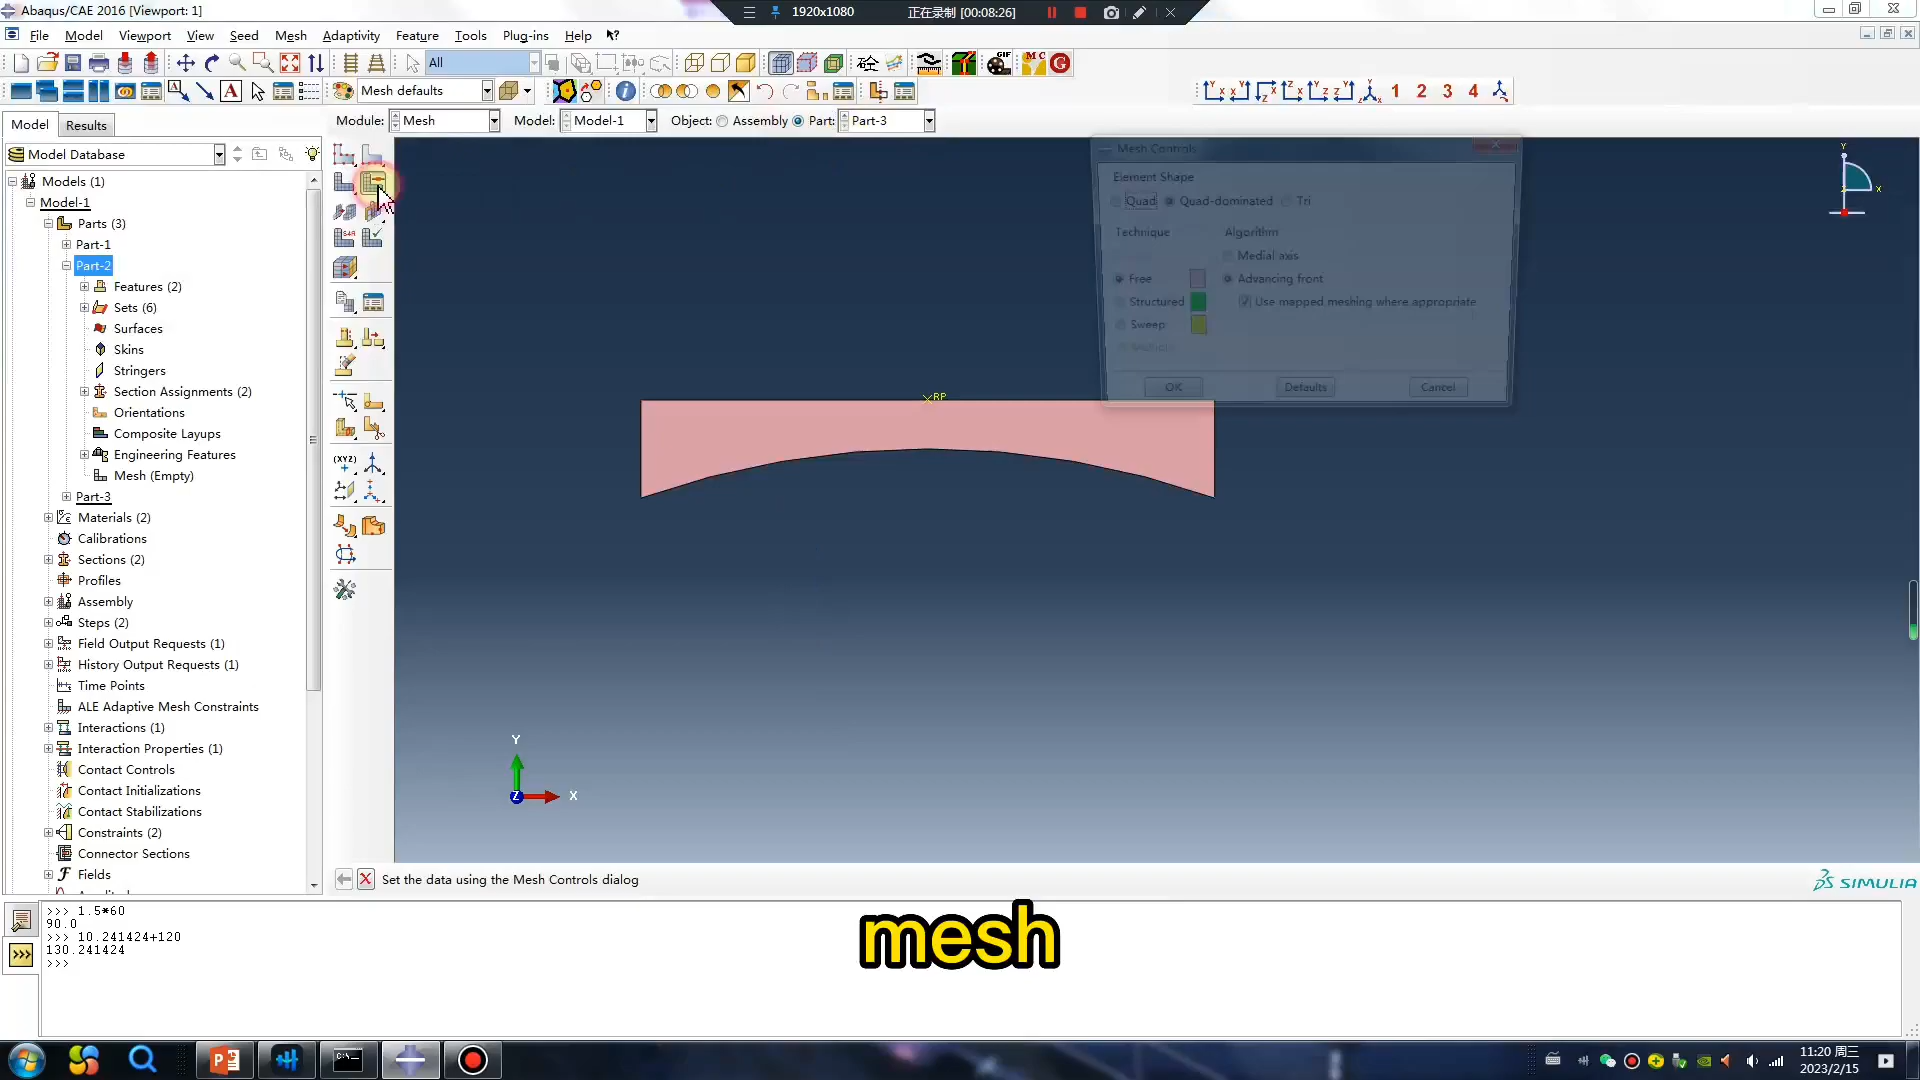 Abaqus/CAE 2016 [Viewport: 1]
1920x1080
正在录制 [00:08:26]
File
Model
Viewport
View
Seed
Mesh
Adaptivity
Feature
Tools
Plug-ins
Help
All
Mesh defaults
1 2 3 4
Model
Results
Module:
Mesh
Model:
Model-1
Object:
Assembly
Part:
Part-3
Model Database
Models (1)
Model-1
Parts (3)
Part-1
Part-2
Features (2)
Sets (6)
Surfaces
Skins
Stringers
Section Assignments (2)
Orientations
Composite Layups
Engineering Features
Mesh (Empty)
Part-3
Materials (2)
Calibrations
Sections (2)
Profiles
Assembly
Steps (2)
Field Output Requests (1)
History Output Requests (1)
Time Points
ALE Adaptive Mesh Constraints
Interactions (1)
Interaction Properties (1)
Contact Controls
Contact Initializations
Contact Stabilizations
Constraints (2)
Connector Sections
Fields
Mesh Controls
Element Shape
Quad
Quad-dominated
Tri
Technique
Algorithm
Medial axis
Free
Advancing front
Structured
Use mapped meshing where appropriate
Sweep
OK
Defaults
Cancel
RP
Y
X
Y
X
Z
Set the data using the Mesh Controls dialog
SIMULIA
>>> 1.5*60
90.0
>>> 10.241424+120
130.241424
>>>
mesh
11:20 周三
2023/2/15